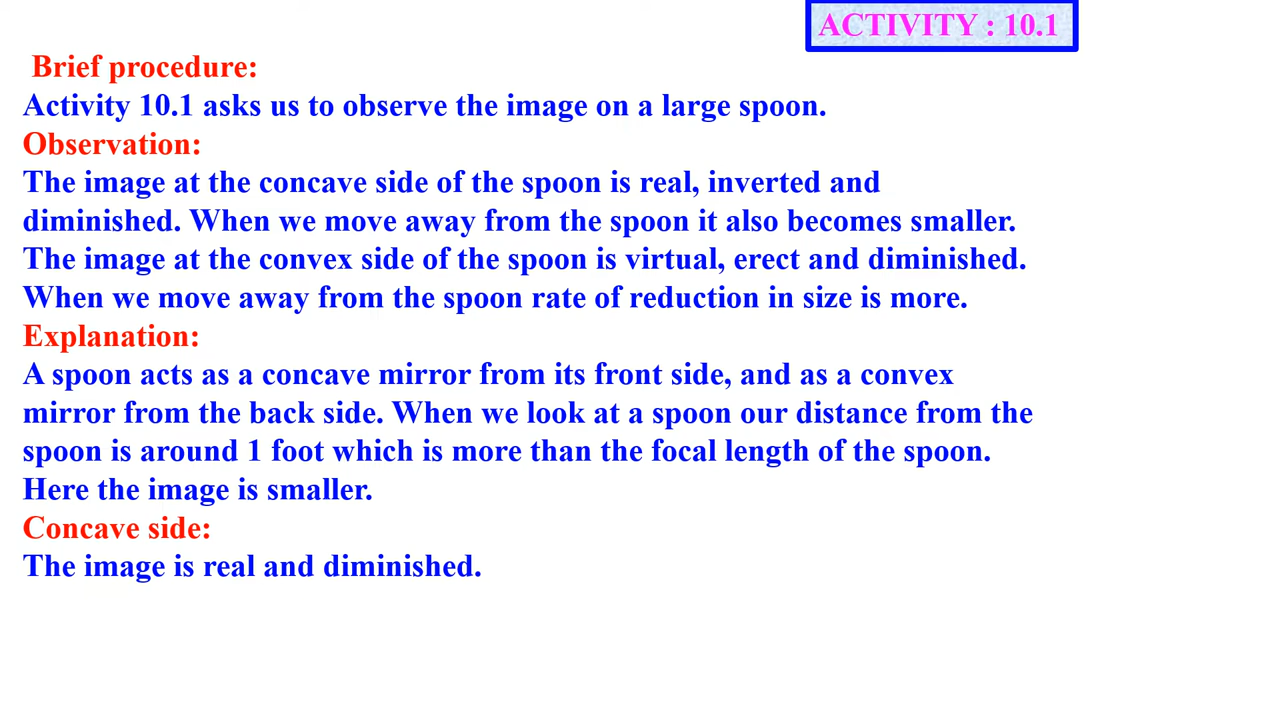 ACTIVITY : 10.1
Brief procedure:
Activity 10.1 asks us to observe the image on a large spoon.
Observation:
The image at the concave side of the spoon is real, inverted and
diminished. When we move away from the spoon it also becomes smaller.
The image at the convex side of the spoon is virtual, erect and diminished.
When we move away from the spoon rate of reduction in size is more.
Explanation:
A spoon acts as a concave mirror from its front side, and as a convex
mirror from the back side. When we look at a spoon our distance from the
spoon is around 1 foot which is more than the focal length of the spoon.
Here the image is smaller.
Concave side:
The image is real and diminished.